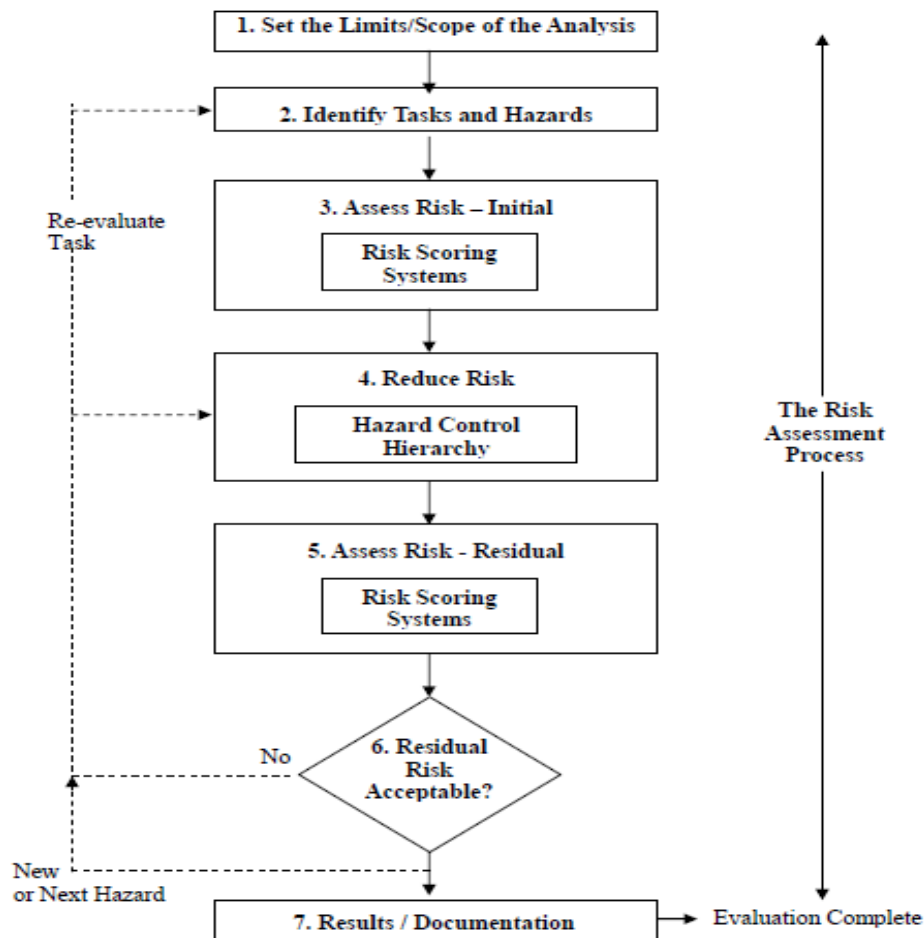 1. Set the Limits/Scope of the Analysis
2. Identify Tasks and Hazards
Re-evaluate
Task
3. Assess Risk – Initial
Risk Scoring
Systems
4. Reduce Risk
Hazard Control
Hierarchy
The Risk
Assessment
Process
5. Assess Risk - Residual
Risk Scoring
Systems
No
6. Residual
Risk
Acceptable?
New
or Next Hazard
7. Results / Documentation
Evaluation Complete